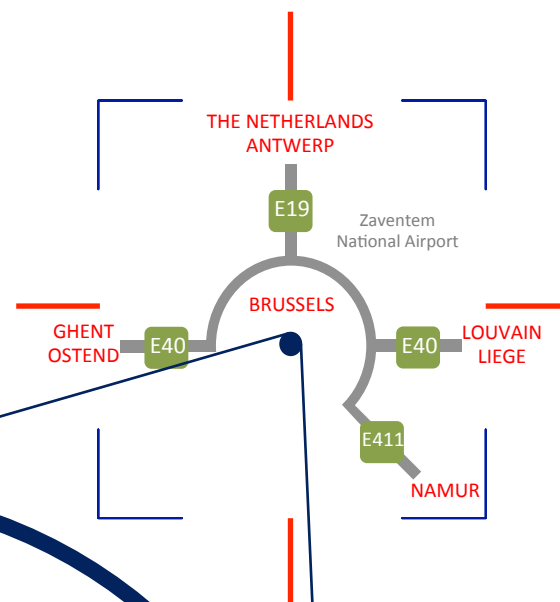 THE NETHERLANDS
ANTWERP
E19
Zaventem
National Airport
BRUSSELS
GHENT
OSTEND
E40
E40
LOUVAIN
LIEGE
E411
NAMUR